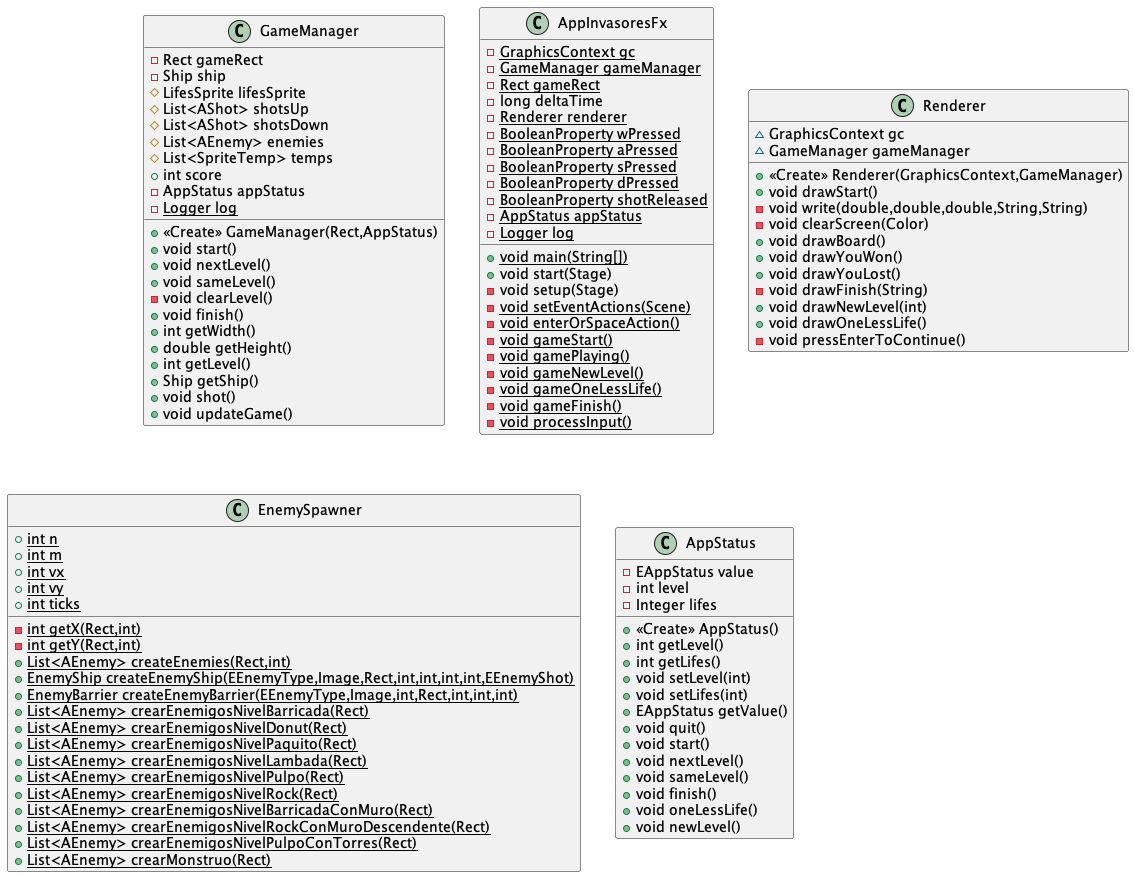 C GameManager
Rect gameRect
Ship ship
LifesSprite lifesSprite
List<AShot> shotsUp
List<AShot> shotsDown
List<AEnemy> enemies
List<SpriteTemp> temps
int score
AppStatus appStatus
Logger log
«Create» GameManager(Rect,AppStatus)
void start()
void nextLevel()
void sameLevel()
void clearLevel()
void finish()
int getWidth()
double getHeight()
int getLevel()
Ship getShip()
void shot()
void updateGame()
C AppInvasoresFx
GraphicsContext gc
GameManager gameManager
Rect gameRect
long deltaTime
Renderer renderer
BooleanProperty wPressed
BooleanProperty aPressed
BooleanProperty sPressed
BooleanProperty dPressed
BooleanProperty shotReleased
AppStatus appStatus
Logger log
void main(String[])
void start(Stage)
void setup(Stage)
void setEventActions(Scene)
void enterOrSpaceAction()
void gameStart()
void gamePlaying()
void gameNewLevel()
void gameOneLessLife()
void gameFinish()
void processInput()
C Renderer
GraphicsContext gc
GameManager gameManager
«Create» Renderer(GraphicsContext,GameManager)
void drawStart()
void write(double,double,double,String,String)
void clearScreen(Color)
void drawBoard()
void drawYouWon()
void drawYouLost()
void drawFinish(String)
void drawNewLevel(int)
void drawOneLessLife()
void pressEnterToContinue()
C EnemySpawner
int n
int m
int vx
int vy
int ticks
int getX(Rect,int)
int getY(Rect,int)
List<AEnemy> createEnemies(Rect,int)
EnemyShip createEnemyShip(EEnemyType,Image,Rect,int,int,int,int,EEnemyShot)
EnemyBarrier createEnemyBarrier(EEnemyType,Image,int,Rect,int,int,int)
List<AEnemy> crearEnemigosNivelBarricada(Rect)
List<AEnemy> crearEnemigosNivelDonut(Rect)
List<AEnemy> crearEnemigosNivelPaquito(Rect)
List<AEnemy> crearEnemigosNivelLambada(Rect)
List<AEnemy> crearEnemigosNivelPulpo(Rect)
List<AEnemy> crearEnemigosNivelRock(Rect)
List<AEnemy> crearEnemigosNivelBarricadaConMuro(Rect)
List<AEnemy> crearEnemigosNivelRockConMuroDescendente(Rect)
List<AEnemy> crearEnemigosNivelPulpoConTorres(Rect)
List<AEnemy> crearMonstruo(Rect)
C AppStatus
EAppStatus value
int level
Integer lifes
«Create» AppStatus()
int getLevel()
int getLifes()
void setLevel(int)
void setLifes(int)
EAppStatus getValue()
void quit()
void start()
void nextLevel()
void sameLevel()
void finish()
void oneLessLife()
void newLevel()